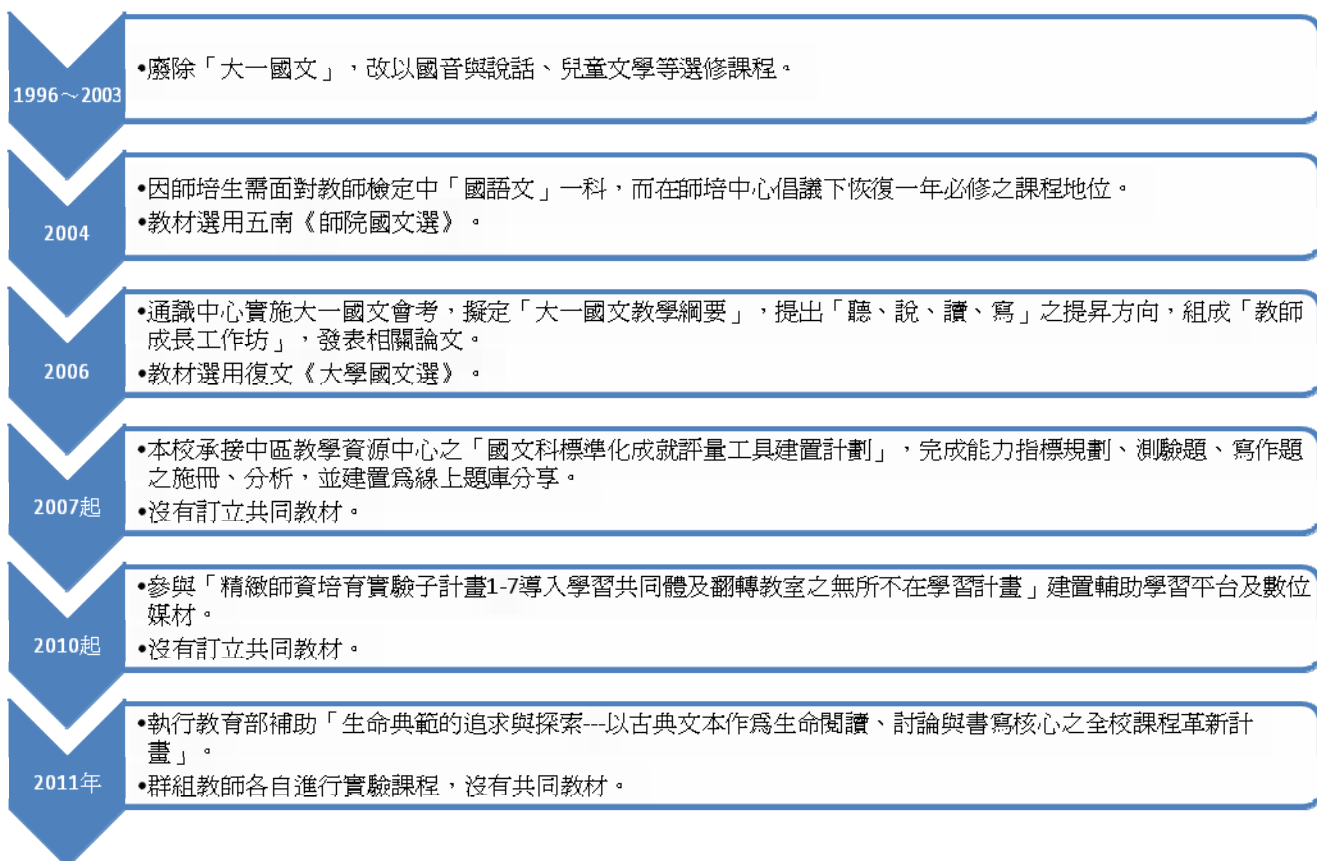 1996～2003
•廢除「大一國文」，改以國音與說話、兒童文學等選修課程。
2004
•因師培生需面對教師檢定中「國語文」一科，而在師培中心倡議下恢復一年必修之課程地位。
•教材選用五南《師院國文選》。
2006
•通識中心實施大一國文會考，擬定「大一國文教學綱要」，提出「聽、說、讀、寫」之提昇方向，組成「教師
成長工作坊」，發表相關論文。
•教材選用復文《大學國文選》。
2007起
•本校承接中區教學資源中心之「國文科標準化成就評量工具建置計劃」，完成能力指標規劃、測驗題、寫作題
之施冊、分析，並建置為線上題庫分享。
•沒有訂立共同教材。
2010起
•參與「精緻師資培育實驗子計畫1-7導入學習共同體及翻轉教室之無所不在學習計畫」建置輔助學習平台及數位
媒材。
•沒有訂立共同教材。
2011年
•執行教育部補助「生命典範的追求與探索---以古典文本作為生命閱讀、討論與書寫核心之全校課程革新計
畫」。
•群組教師各自進行實驗課程，沒有共同教材。